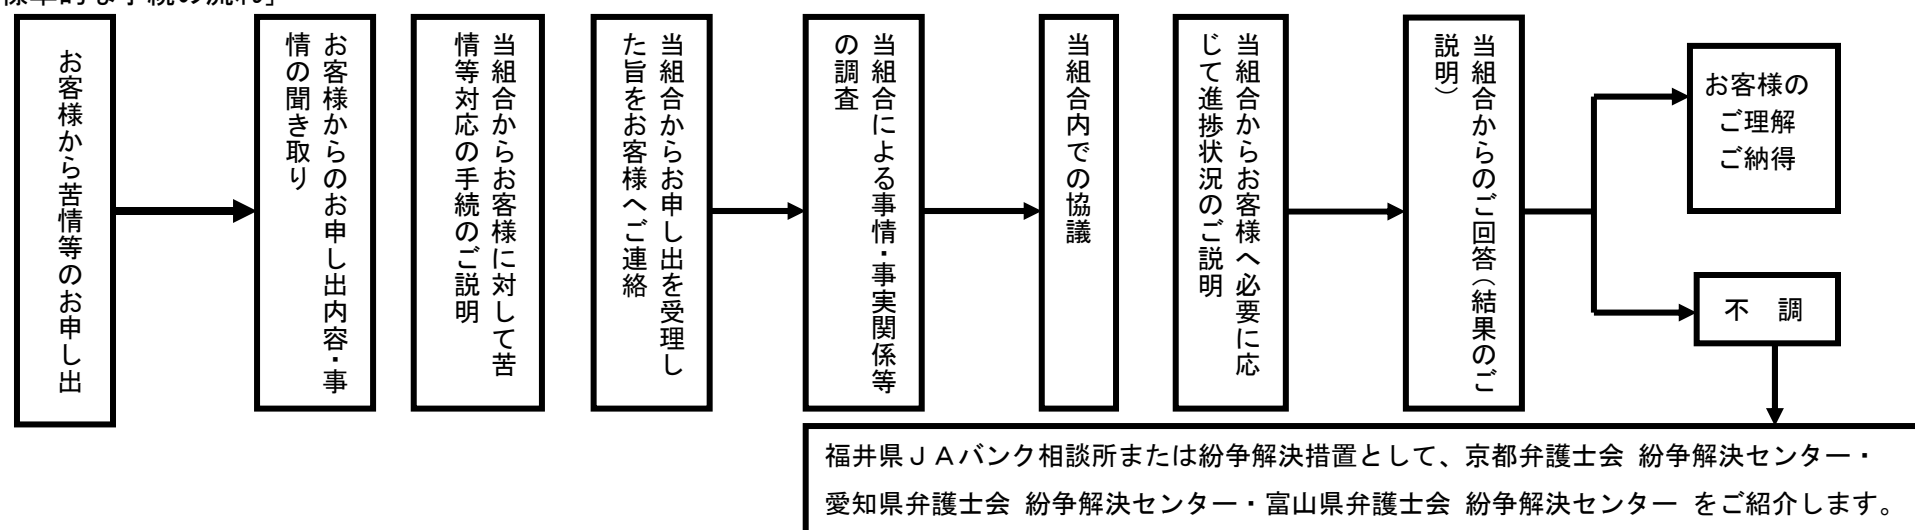 標準的な手続の流れ」
お客様から苦情等のお申し出
お客様からのお申し出内容・事
情の聞き取り
当組合からお客様に対して苦
情等対応の手続のご説明
当組合からお申し出を受理し
た旨をお客様へご連絡
当組合による事情・事実関係等
の調査
当組合内での協議
当組合からお客様へ必要に応
じて進捗状況のご説明
当組合からのご回答（結果のご
説明）
お客様の
ご理解
ご納得
不　調
福井県ＪＡバンク相談所または紛争解決措置として、京都弁護士会 紛争解決センター・
愛知県弁護士会 紛争解決センター・富山県弁護士会 紛争解決センター をご紹介します。